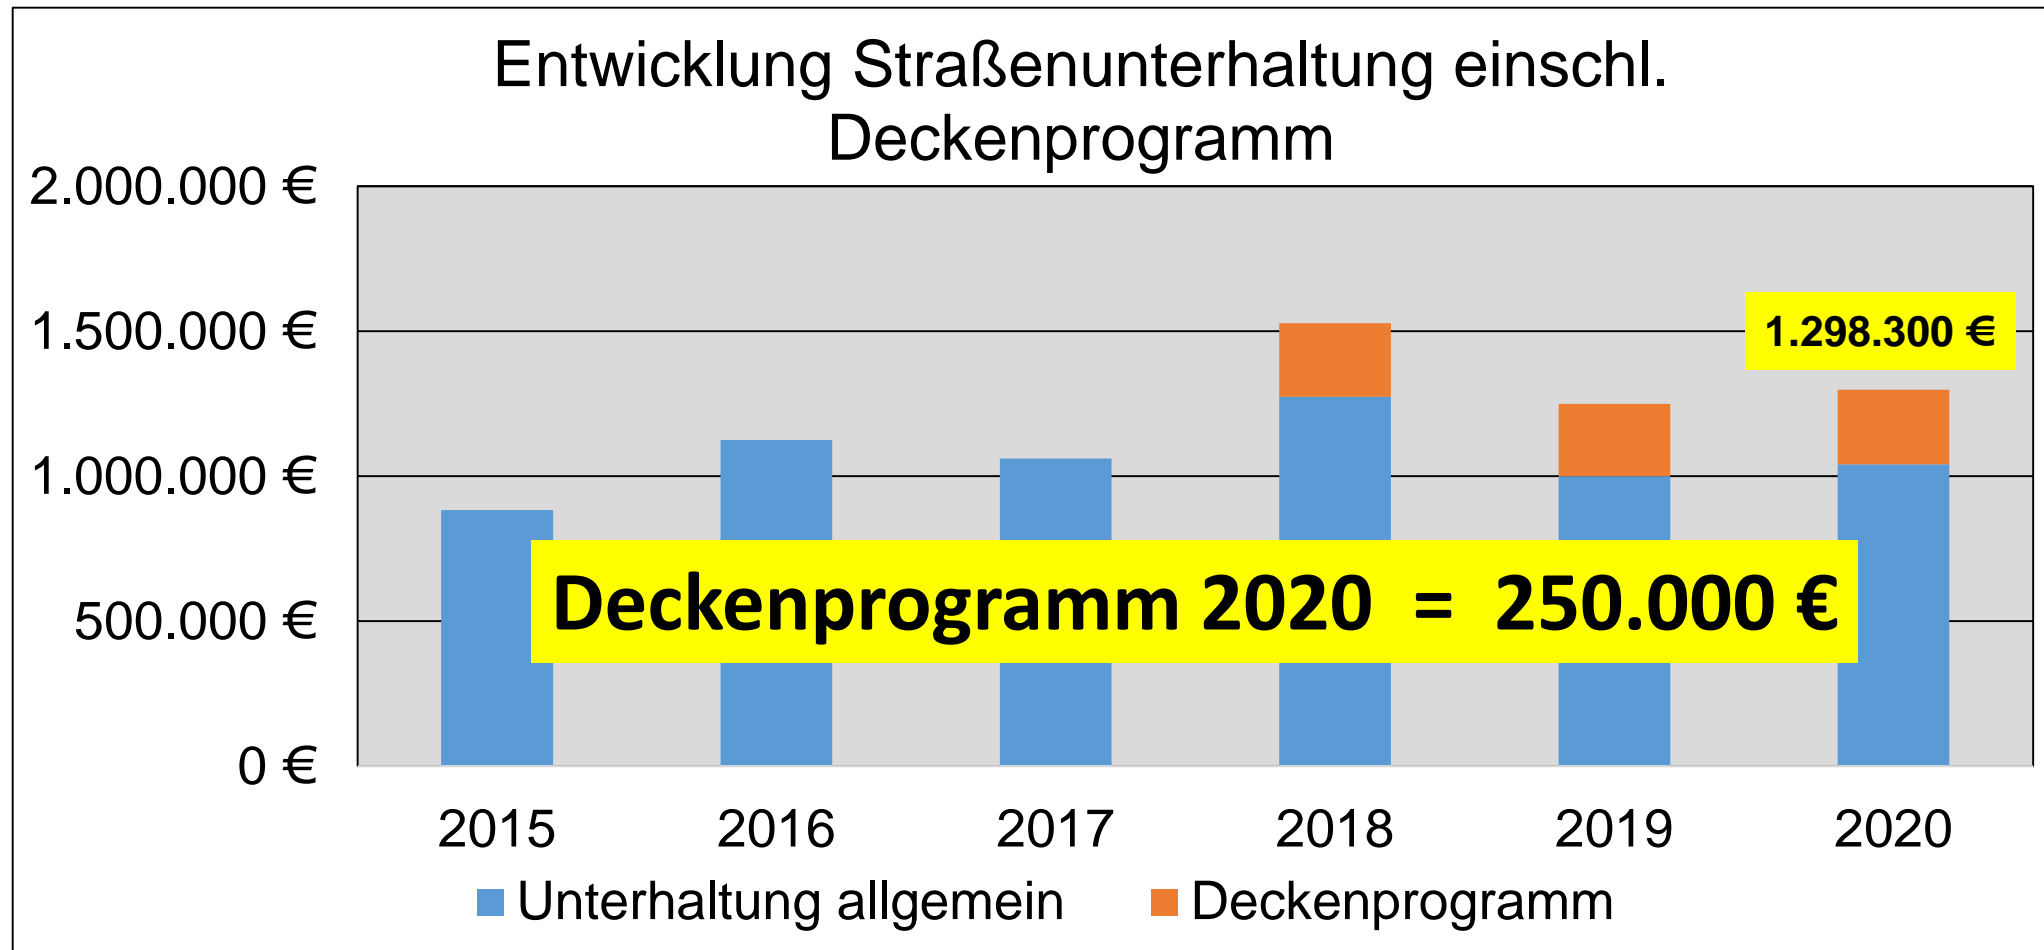 Entwicklung Straßenunterhaltung einschl.
Deckenprogramm
2.000.000 €
1.500.000 €
1.298.300 €
1.000.000 €
Deckenprogramm 2020 = 250.000 €
500.000 €
0 €
2015 2016 2017 2018 2019 2020
Unterhaltung allgemein Deckenprogramm